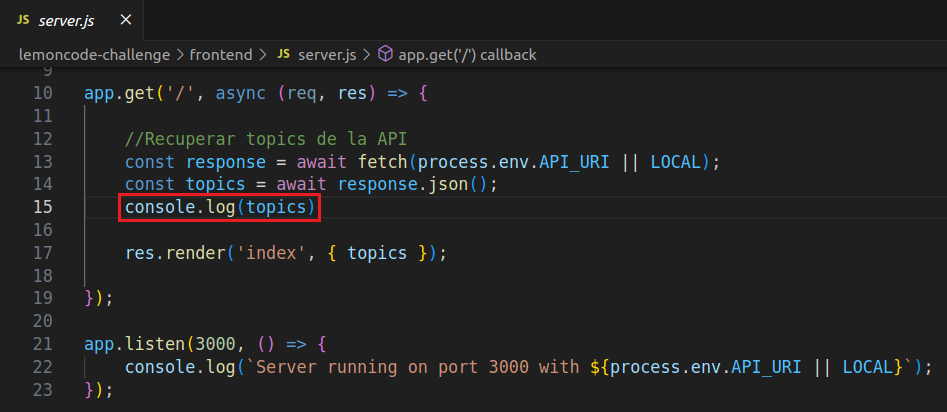 JS server.js ×
lemoncode-challenge > frontend > JS server.js > app.get('/') callback
9
10 app.get('/', async (req, res) => {
11
12 //Recuperar topics de la API
13 const response = await fetch(process.env.API_URI || LOCAL);
14 const topics = await response.json();
15 console.log(topics)
16
17 res.render('index', { topics });
18
19 });
20
21 app.listen(3000, () => {
22 console.log(`Server running on port 3000 with ${process.env.API_URI || LOCAL}`);
23 });